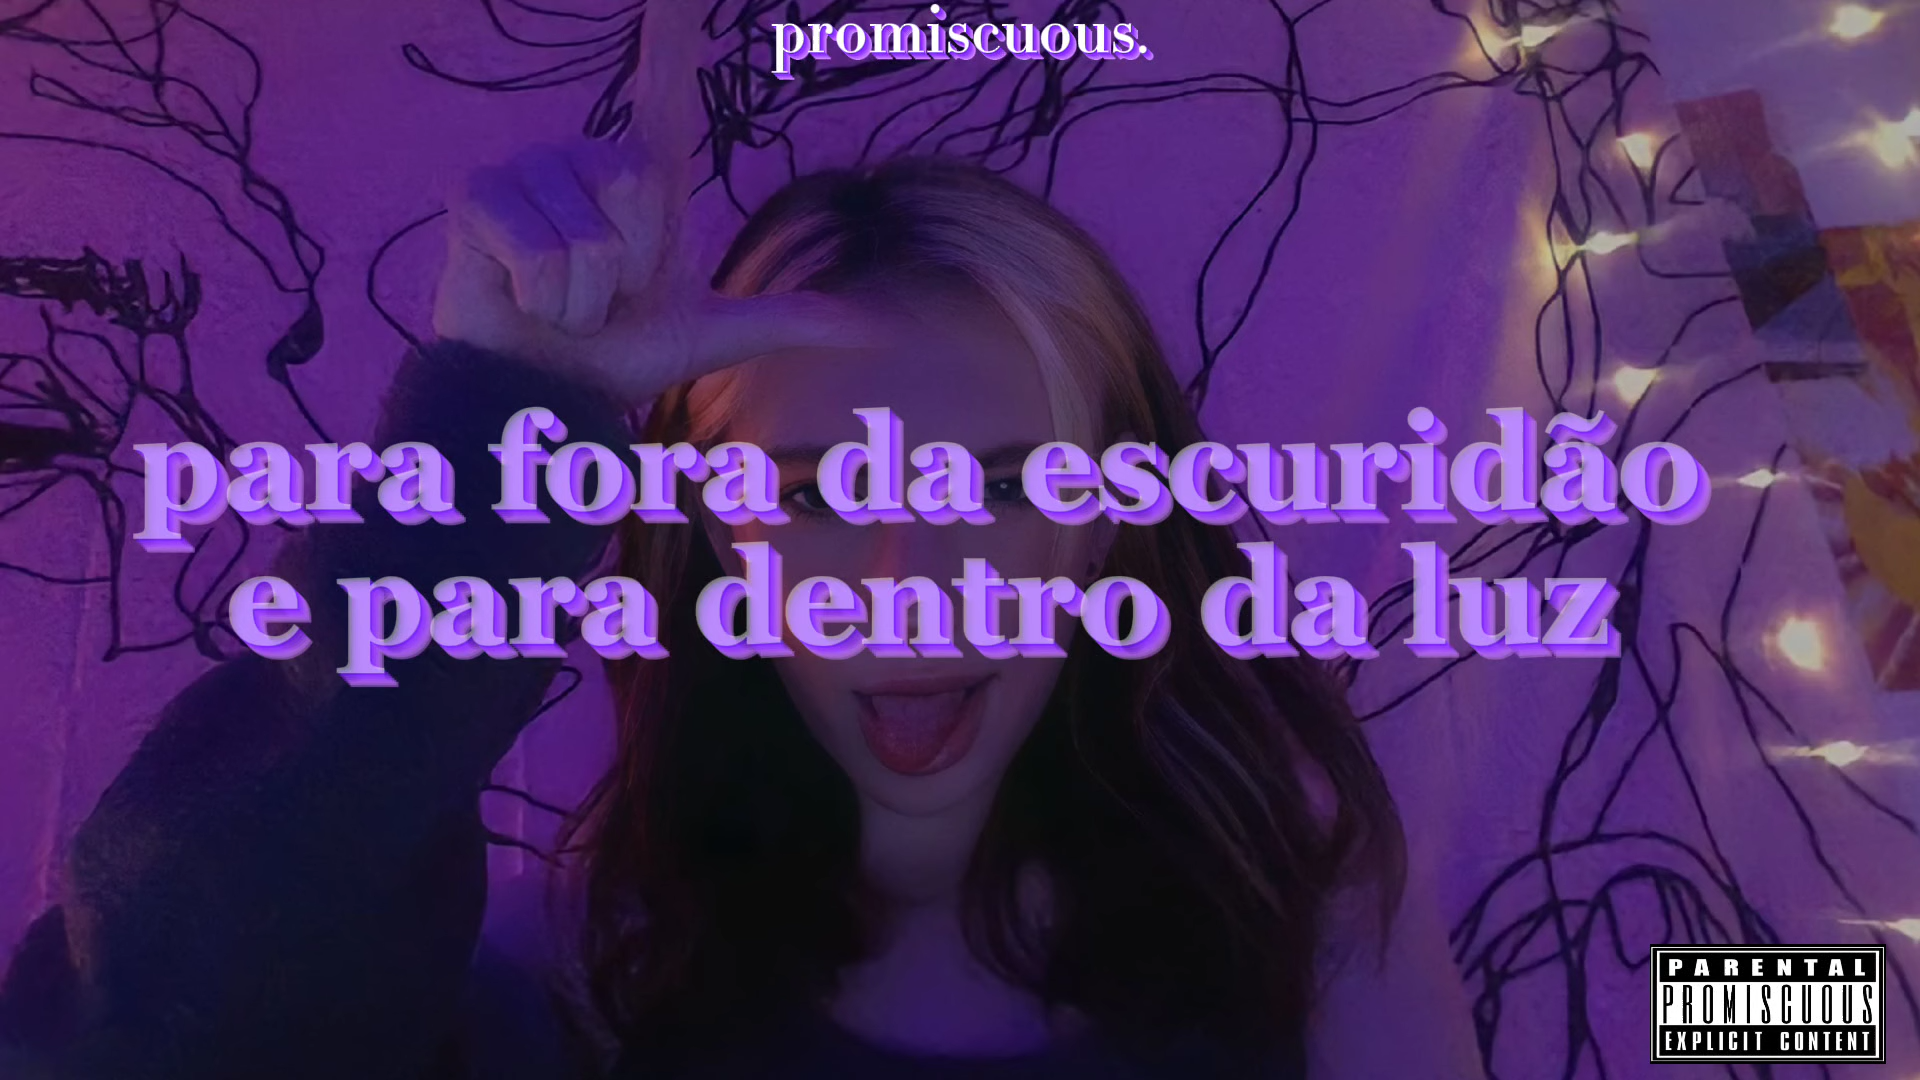 promiscuous.
para fora da escuridão
e para dentro da luz
PARENTAL
PROMISCUOUS
EXPLICIT CONTENT